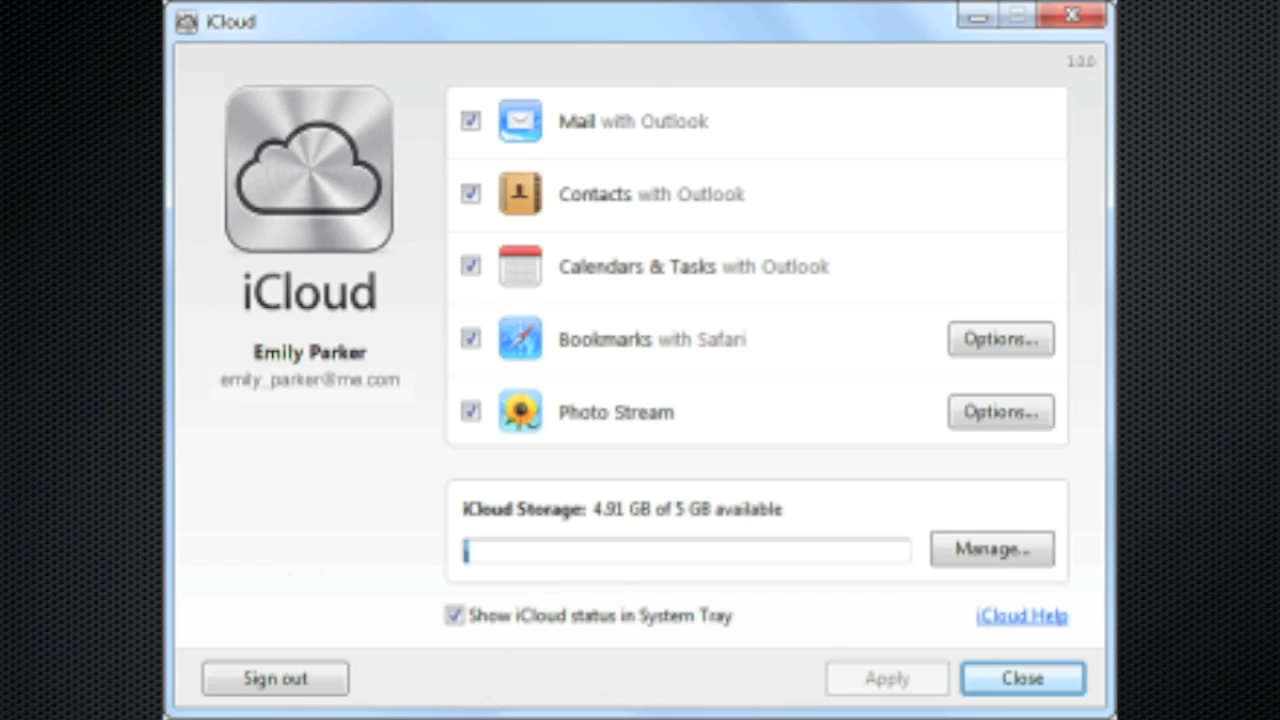 iCloud
1.0.0
Mail with Outlook
Contacts with Outlook
Calendars & Tasks with Outlook
Bookmarks with Safari
Options...
Photo Stream
Options...
iCloud
Emily Parker
emily_parker@me.com
iCloud Storage: 4.91 GB of 5 GB available
Manage...
Show iCloud status in System Tray
iCloud Help
Sign out
Apply
Close